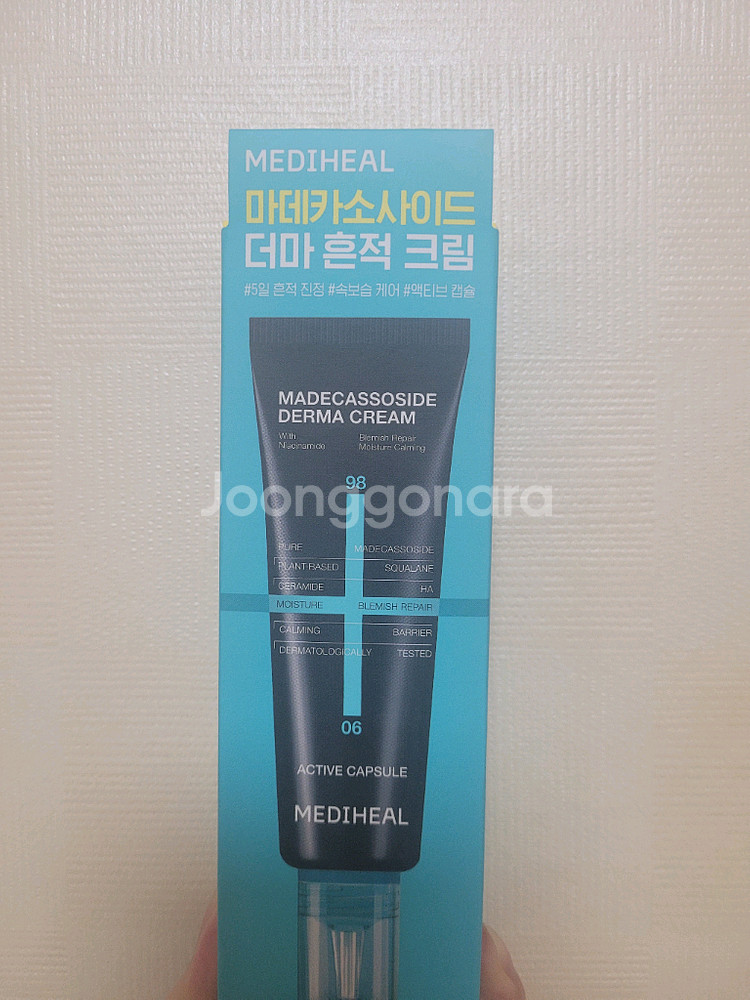 MEDIHEAL
마데카소사이드
더마 흔적 크림
#5일 흔적 진정 #속보습 케어 #액티브 캡슐
MADECASSOSIDE
DERMA CREAM
With Niacinamide
Blemish Repair
Moisture Calming
98
Joonggonara
PURE MADECASSOSIDE
PLANT-BASED SQUALANE
CERAMIDE HA
MOISTURE BLEMISH REPAIR
CALMING BARRIER
DERMATOLOGICALLY TESTED
06
ACTIVE CAPSULE
MEDIHEAL